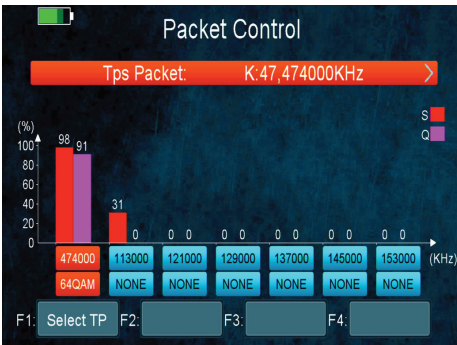 Packet Control
Tps Packet: K:47,474000KHz
S
Q
(%)
100
80
60
40
20
0
98 91
31 0
0 0
0 0
0 0
0 0
0 0
474000 113000 121000 129000 137000 145000 153000 (KHz)
64QAM NONE NONE NONE NONE NONE NONE
F1: Select TP F2: F3: F4: